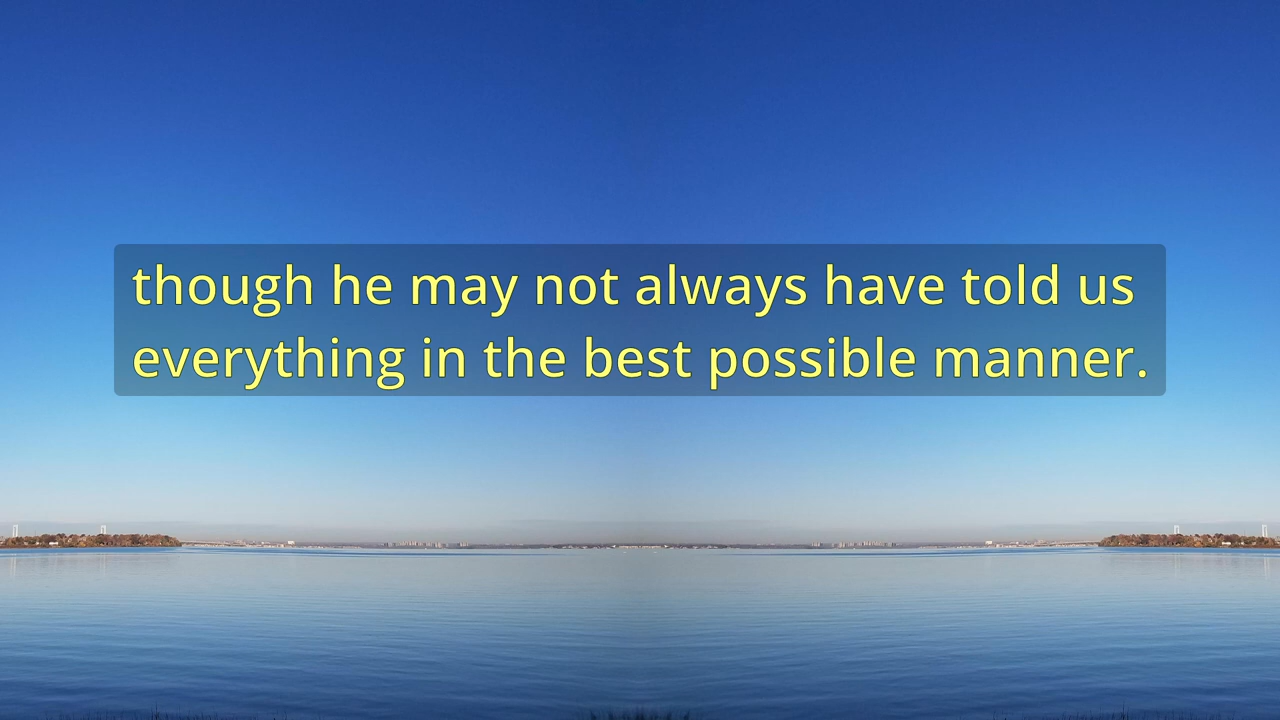 though he may not always have told us
everything in the best possible manner.